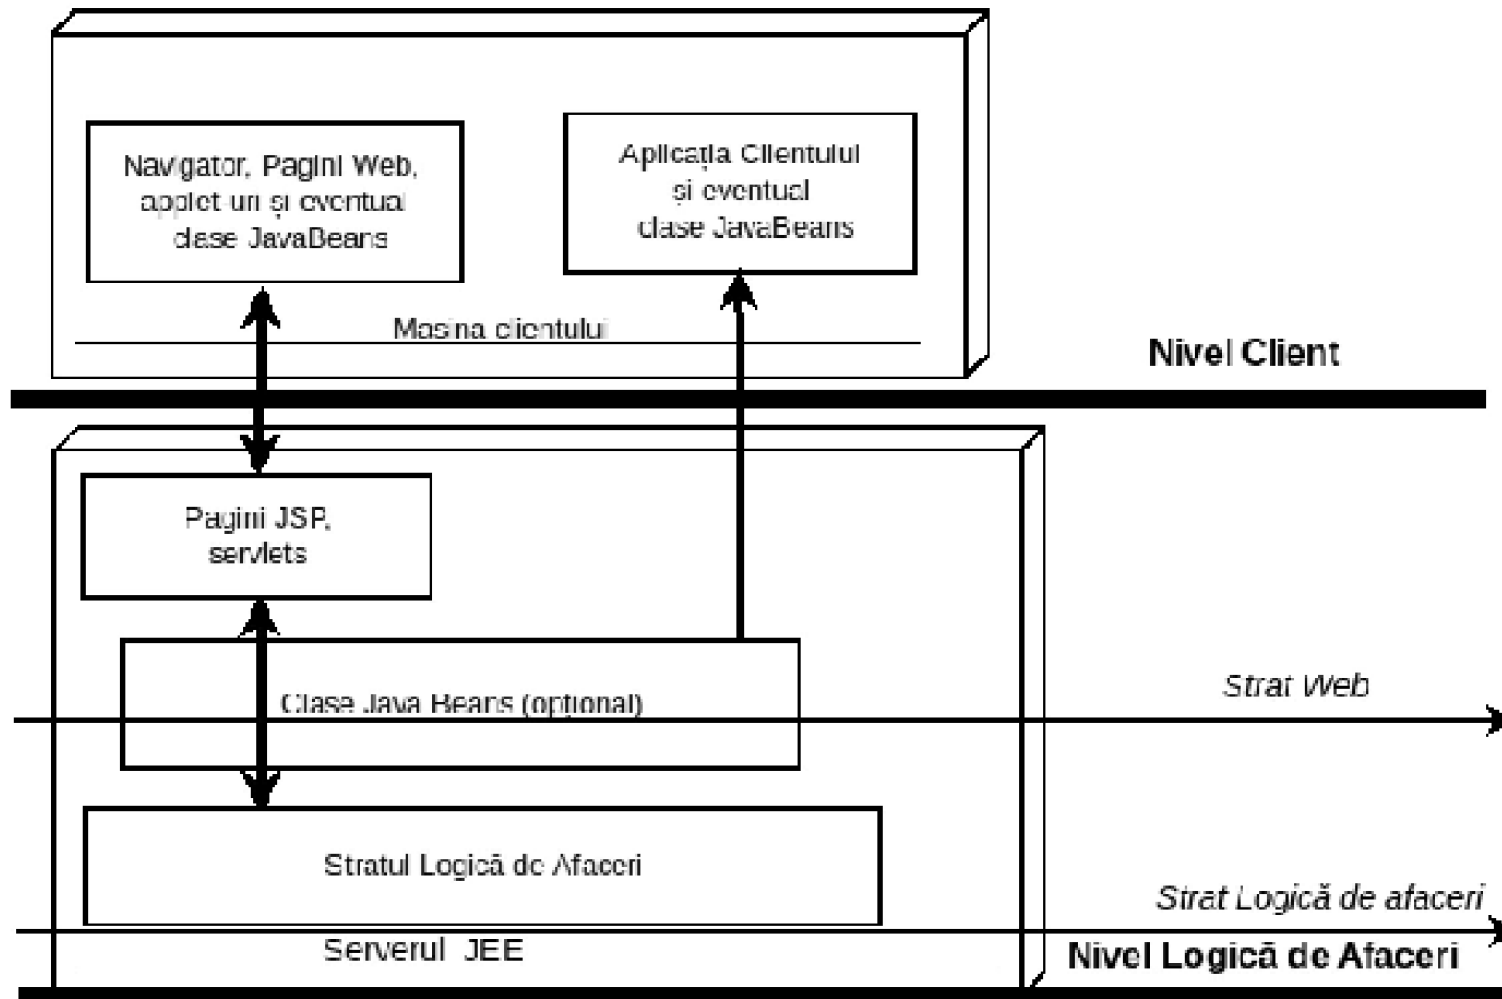 Navigator, Pagini Web,
applet-uri și eventual
clase JavaBeans
Aplicația Clientului
și eventual
clase JavaBeans
Masina clientului
Nivel Client
Pagini JSP,
servlets
Clase Java Beans (opțional)
Strat Web
Stratul Logică de Afaceri
Strat Logică de afaceri
Serverul JEE
Nivel Logică de Afaceri